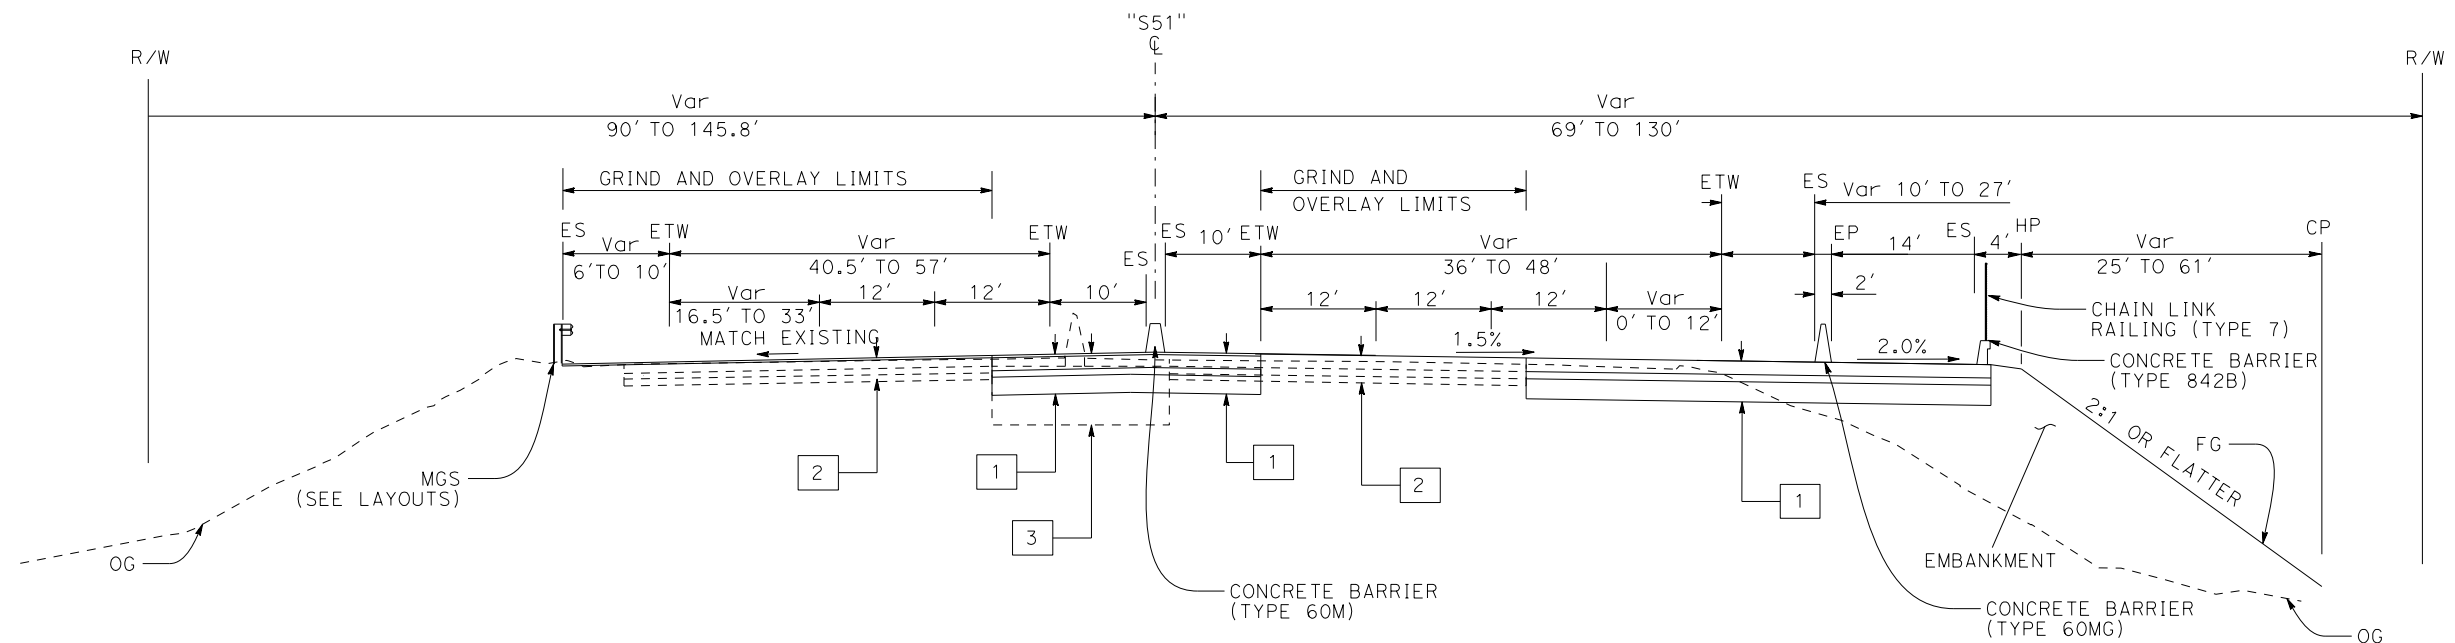 "S51"
℄
R/W
R/W
Var
90' TO 145.8'
Var
69' TO 130'
GRIND AND OVERLAY LIMITS
GRIND AND
OVERLAY LIMITS
ETW
ES
Var 10' TO 27'
ES
Var
6'TO 10'
ETW
Var
40.5' TO 57'
ETW
ES
ES
10'
ETW
Var
36' TO 48'
EP
14'
ES
4'
HP
Var
25' TO 61'
CP
Var
16.5' TO 33'
12'
12'
10'
12'
12'
12'
Var
0' TO 12'
2'
MATCH EXISTING
1.5%
2.0%
CHAIN LINK
RAILING (TYPE 7)
CONCRETE BARRIER
(TYPE 842B)
2:1 OR FLATTER
FG
MGS
(SEE LAYOUTS)
2
1
1
2
1
3
OG
EMBANKMENT
CONCRETE BARRIER
(TYPE 60M)
CONCRETE BARRIER
(TYPE 60MG)
OG